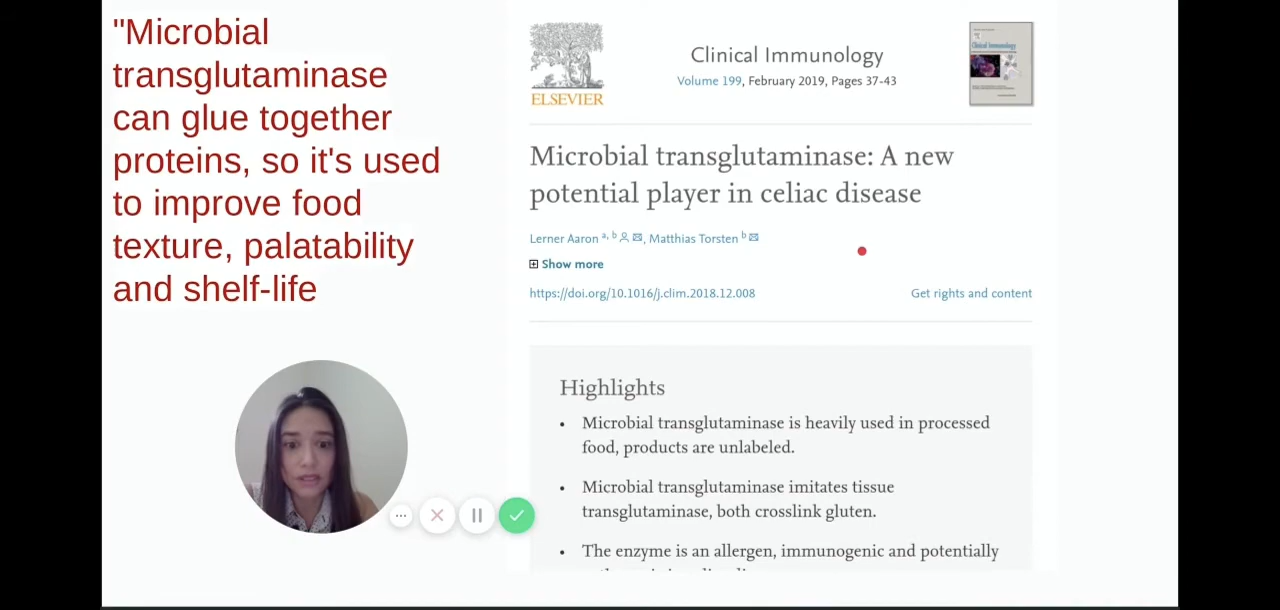 "Microbial
transglutaminase
can glue together
proteins, so it's used
to improve food
texture, palatability
and shelf-life
ELSEVIER
Clinical Immunology
Volume 199, February 2019, Pages 37-43
Clinical Immunology
Microbial transglutaminase: A new
potential player in celiac disease
Lerner Aaron a, b, Matthias Torsten b
Show more
https://doi.org/10.1016/j.clim.2018.12.008
Get rights and content
Highlights
• Microbial transglutaminase is heavily used in processed
food, products are unlabeled.
• Microbial transglutaminase imitates tissue
transglutaminase, both crosslink gluten.
• The enzyme is an allergen, immunogenic and potentially